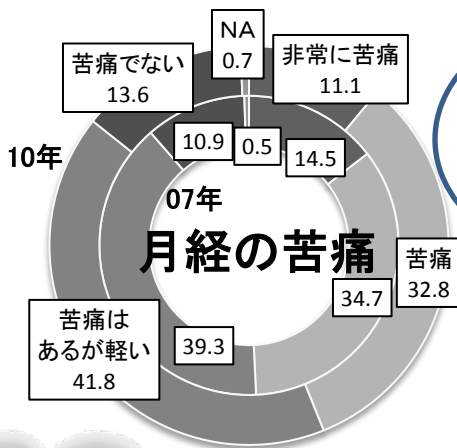 NA
0.7
苦痛でない
13.6
非常に苦痛
11.1
10年
10.9
0.5
14.5
07年
月経の苦痛
苦痛
32.8
34.7
苦痛は
あるが軽い
41.8
39.3